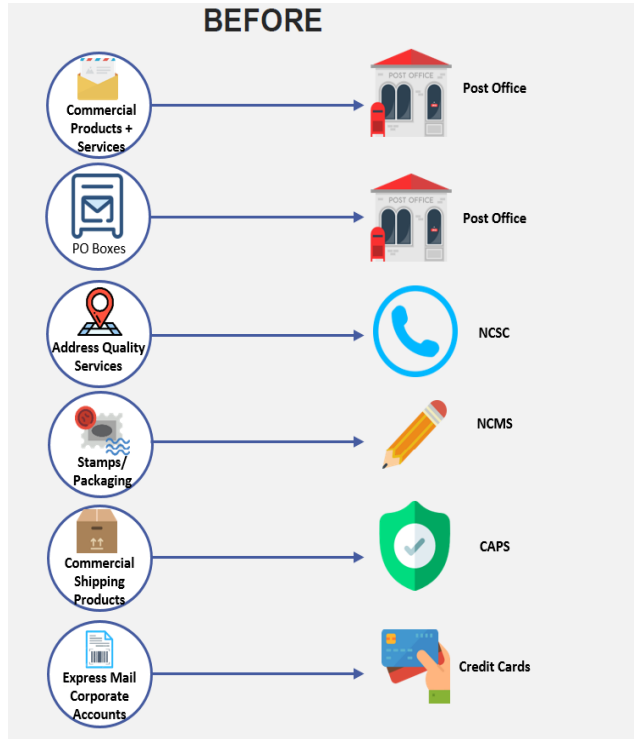 BEFORE
Commercial
Products +
Services
POST OFFICE
Post Office
PO Boxes
POST OFFICE
Post Office
Address Quality
Services
NCSC
Stamps/
Packaging
NCMS
Commercial
Shipping
Products
CAPS
Express Mail
Corporate
Accounts
Credit Cards